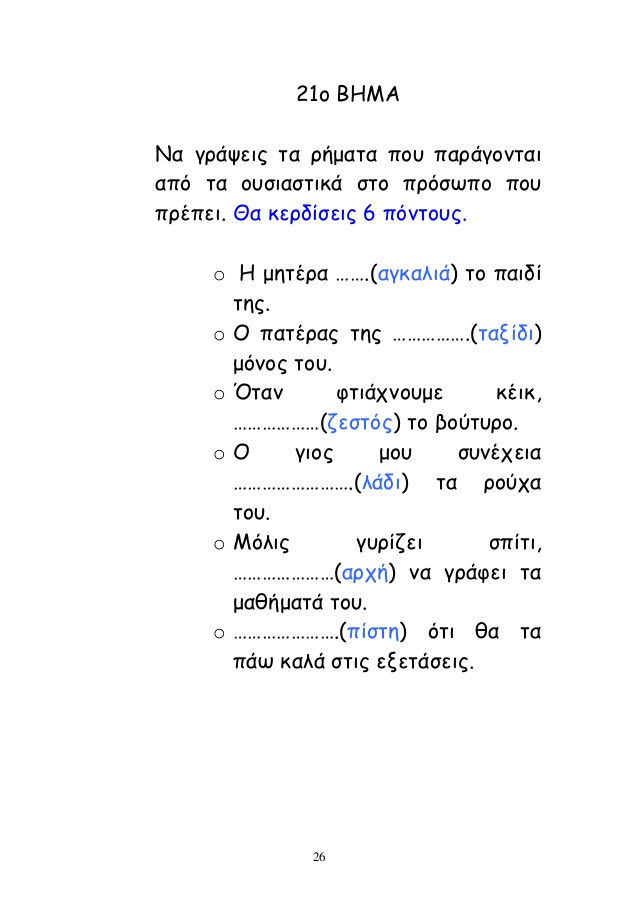 21ο ΒΗΜΑ
Να γράψεις τα ρήματα που παράγονται
από τα ουσιαστικά στο πρόσωπο που
πρέπει. Θα κερδίσεις 6 πόντους.
o Η μητέρα …….(αγκαλιά) το παιδί
της.
o Ο πατέρας της …………….(ταξίδι)
μόνος του.
o Όταν φτιάχνουμε κέικ,
………………(ζεστός) το βούτυρο.
o Ο γιος μου συνέχεια
…………………….(λάδι) τα ρούχα
του.
o Μόλις γυρίζει σπίτι,
…………………(αρχή) να γράφει τα
μαθήματά του.
o ………………….(πίστη) ότι θα τα
πάω καλά στις εξετάσεις.
26